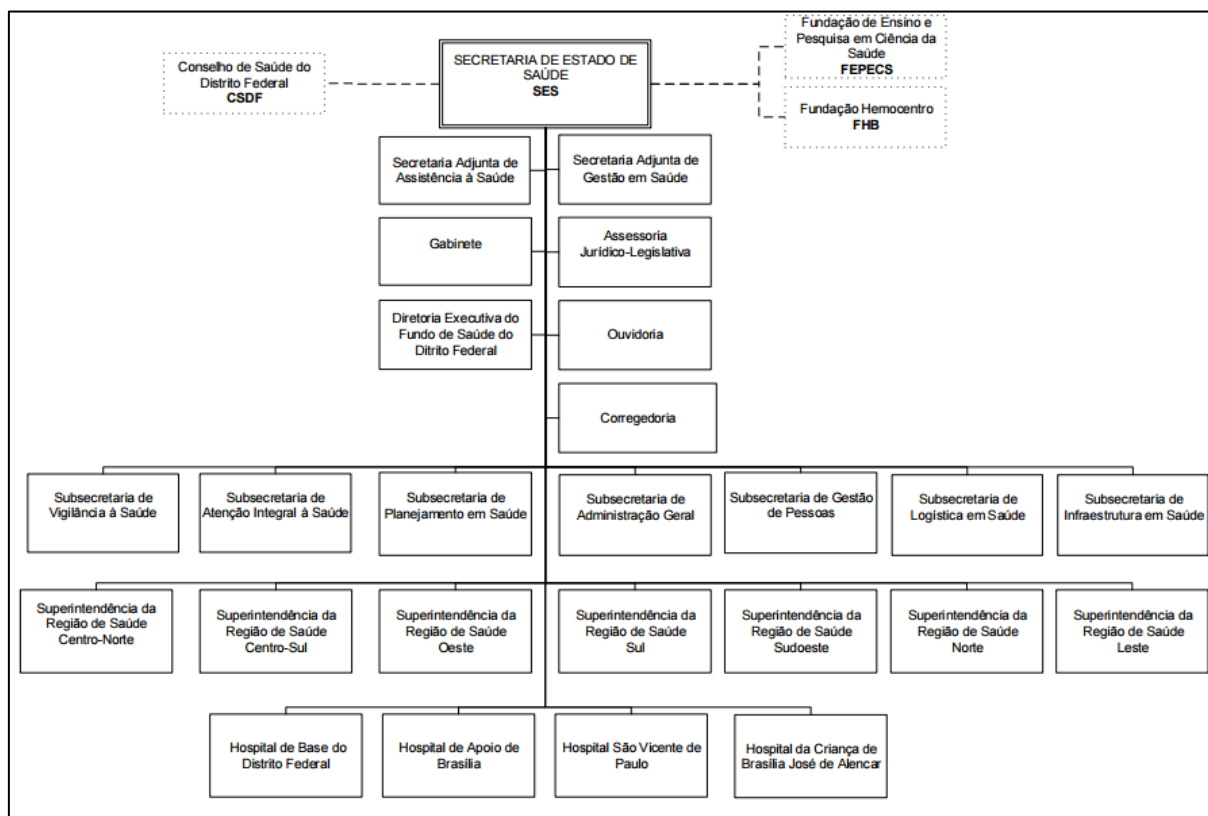 Fundação de Ensino e
Pesquisa em Ciência da
Saúde
FEPECS
SECRETARIA DE ESTADO DE
SAÚDE
SES
Conselho de Saúde do
Distrito Federal
CSDF
Fundação Hemocentro
FHB
Secretaria Adjunta de
Assistência à Saúde
Secretaria Adjunta de
Gestão em Saúde
Gabinete
Assessoria
Jurídico-Legislativa
Diretoria Executiva do
Fundo de Saúde do
Ditrito Federal
Ouvidoria
Corregedoria
Subsecretaria de
Vigilância à Saúde
Subsecretaria de
Atenção Integral à Saúde
Subsecretaria de
Planejamento em Saúde
Subsecretaria de
Administração Geral
Subsecretaria de Gestão
de Pessoas
Subsecretaria de
Logística em Saúde
Subsecretaria de
Infraestrutura em Saúde
Superintendência da
Região de Saúde
Centro-Norte
Superintendência da
Região de Saúde
Centro-Sul
Superintendência da
Região de Saúde
Oeste
Superintendência da
Região de Saúde
Sul
Superintendência da
Região de Saúde
Sudoeste
Superintendência da
Região de Saúde
Norte
Superintendência da
Região de Saúde
Leste
Hospital de Base do
Distrito Federal
Hospital de Apoio de
Brasília
Hospital São Vicente de
Paulo
Hospital da Criança de
Brasília José de Alencar